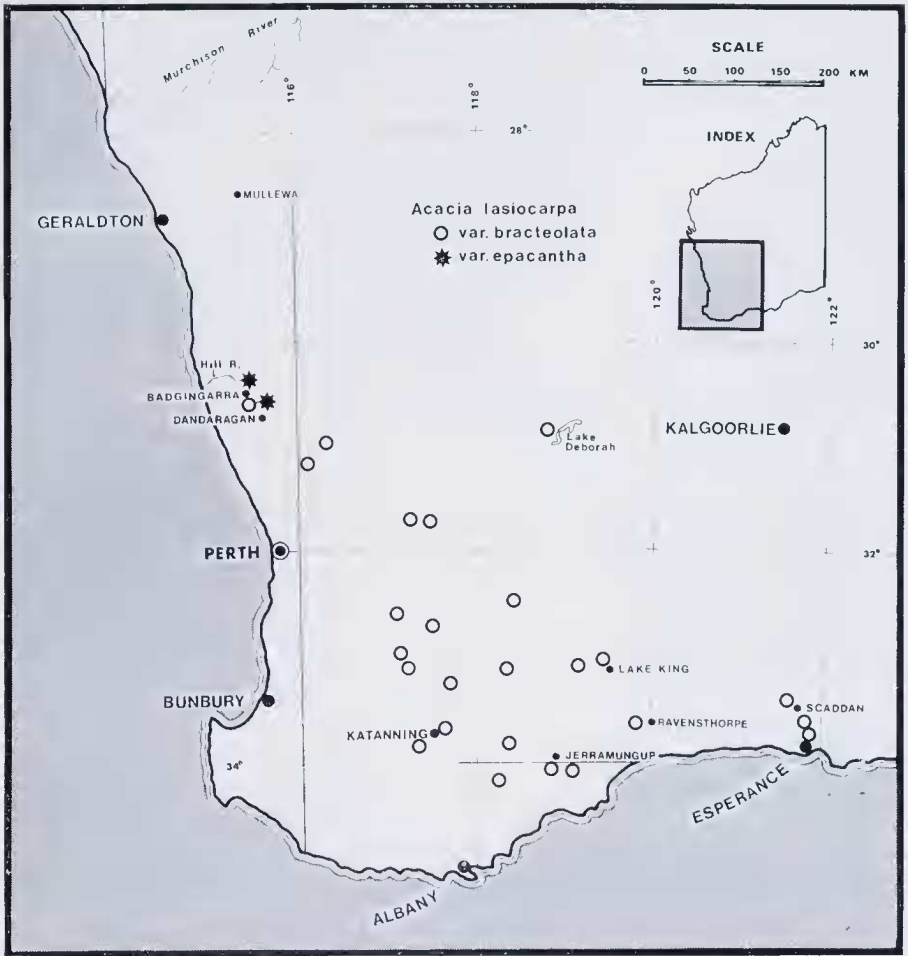 Murchison River
SCALE
0 50 100 150 200 KM
116°
118°
28°
INDEX
MULLEWA
Acacia lasiocarpa
var. bracteolata
var. epacantha
GERALDTON
120°
122°
30°
Hill R.
BADGINGARRA
DANDARAGAN
Lake
Deborah
KALGOORLIE
PERTH
32°
LAKE KING
BUNBURY
SCADDAN
RAVENSTHORPE
KATANNING
JERRAMUNGUP
34°
ESPERANCE
ALBANY